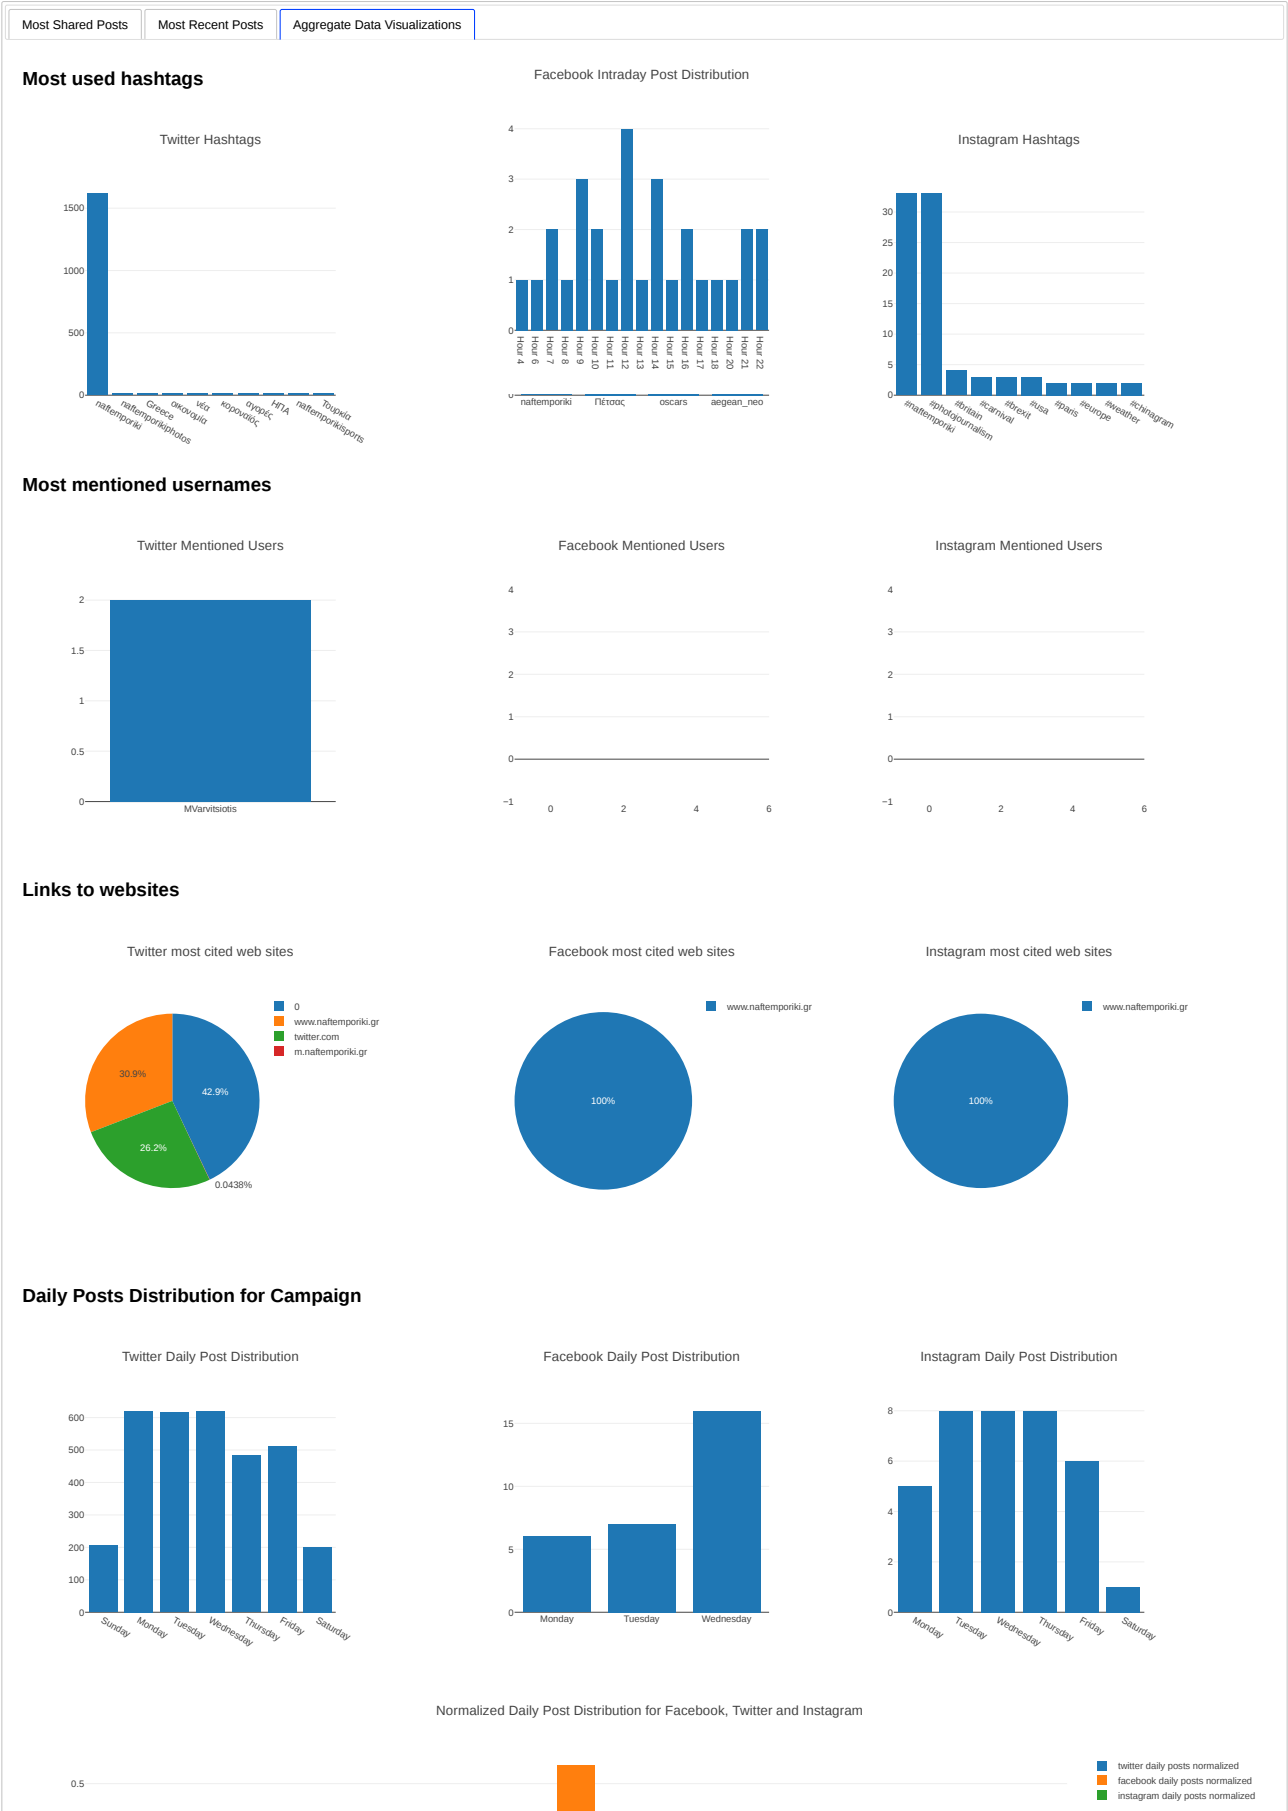 Most Shared Posts
Most Recent Posts
Aggregate Data Visualizations
Most used hashtags
Twitter Hashtags
1500
1000
500
0
naftemporiki
naftemporikiphotos
Greece
οικονομία
νέα
κοροναϊός
αγορές
ΗΠΑ
naftemporikisports
Τουρκία
Facebook Intraday Post Distribution
4
3
2
1
0
Hour 4
Hour 6
Hour 7
Hour 8
Hour 9
Hour 10
Hour 11
Hour 12
Hour 13
Hour 14
Hour 15
Hour 16
Hour 17
Hour 18
Hour 20
Hour 21
Hour 22
0
naftemporiki
Πέτσας
oscars
aegean_neo
Instagram Hashtags
30
25
20
15
10
5
0
#naftemporiki
#photojournalism
#britain
#carnival
#brexit
#usa
#paris
#europe
#weather
#chinagram
Most mentioned usernames
Twitter Mentioned Users
2
1.5
1
0.5
0
MVarvitsiotis
Facebook Mentioned Users
4
3
2
1
0
−1
0
2
4
6
Instagram Mentioned Users
4
3
2
1
0
−1
0
2
4
6
Links to websites
Twitter most cited web sites
0
www.naftemporiki.gr
twitter.com
m.naftemporiki.gr
30.9%
42.9%
26.2%
0.0438%
Facebook most cited web sites
www.naftemporiki.gr
100%
Instagram most cited web sites
www.naftemporiki.gr
100%
Daily Posts Distribution for Campaign
Twitter Daily Post Distribution
600
500
400
300
200
100
0
Sunday
Monday
Tuesday
Wednesday
Thursday
Friday
Saturday
Facebook Daily Post Distribution
15
10
5
0
Monday
Tuesday
Wednesday
Instagram Daily Post Distribution
8
6
4
2
0
Monday
Tuesday
Wednesday
Thursday
Friday
Saturday
Normalized Daily Post Distribution for Facebook, Twitter and Instagram
0.5
twitter daily posts normalized
facebook daily posts normalized
instagram daily posts normalized